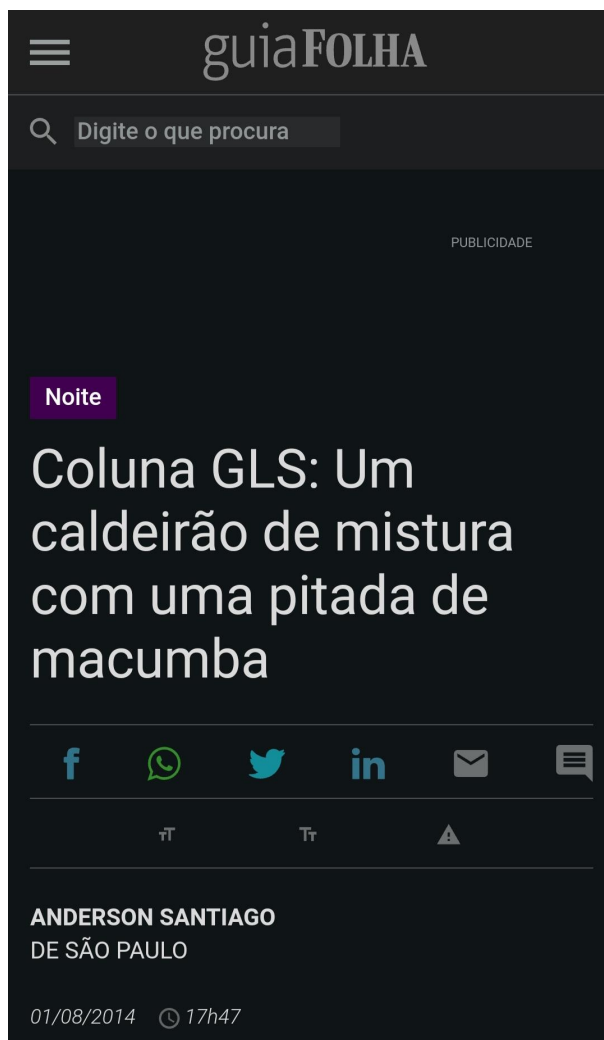 guiaFOLHA
Digite o que procura
PUBLICIDADE
Noite
Coluna GLS: Um
caldeirão de mistura
com uma pitada de
macumba
ANDERSON SANTIAGO
DE SÃO PAULO
01/08/2014 17h47